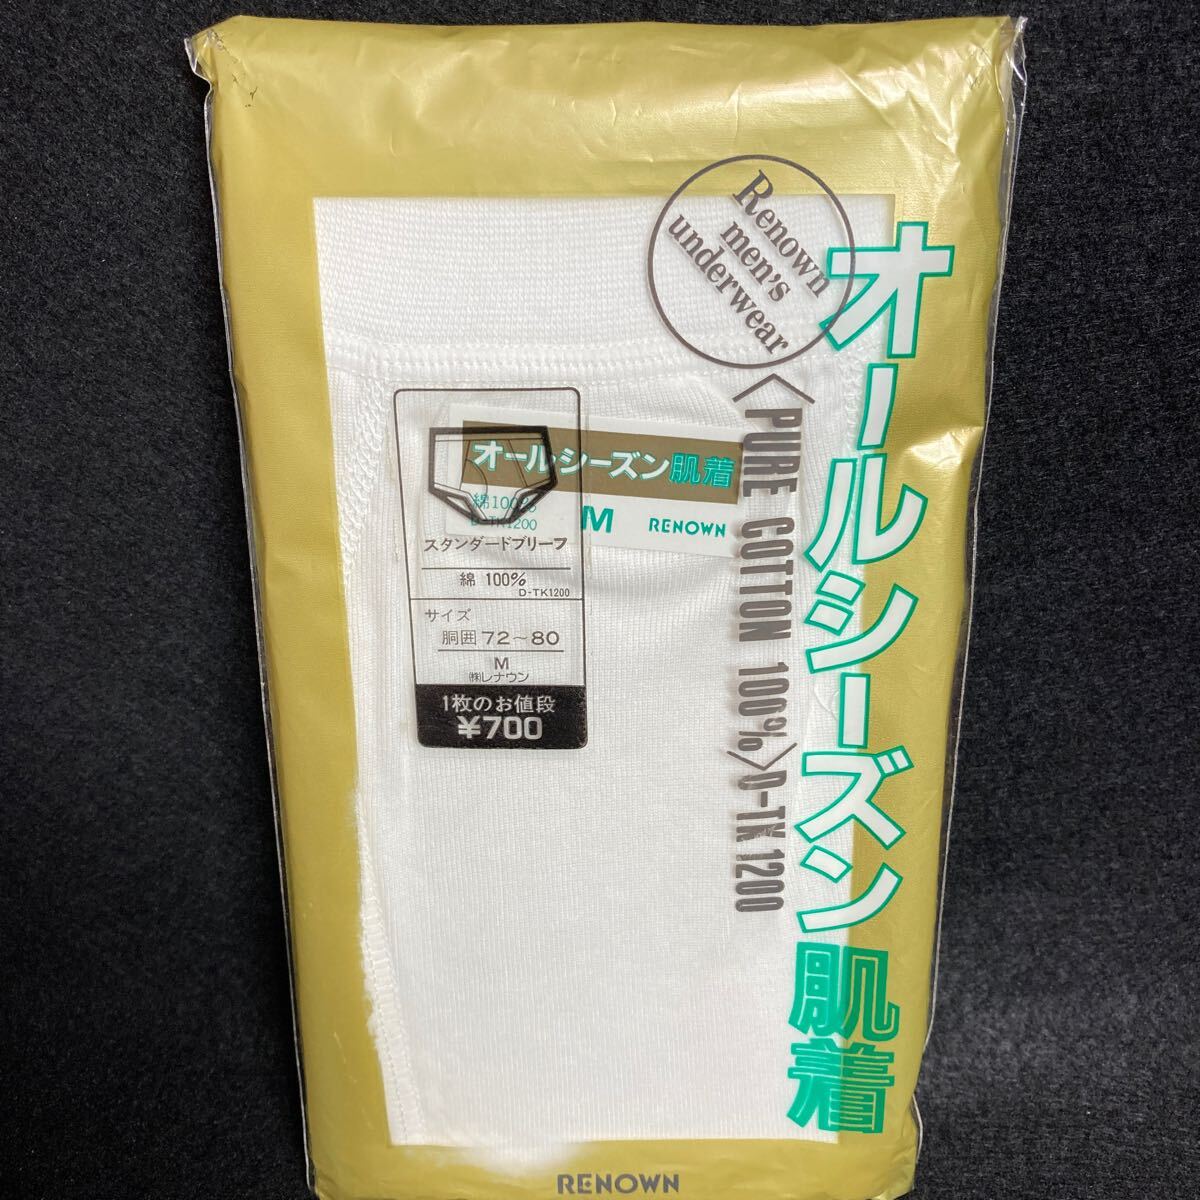 Renown
men's
underwear
オールシーズン肌着
〈PURE COTTON 100%〉D-TK1200
オールシーズン肌着
綿100%
D-TK1200
M
RENOWN
スタンダードブリーフ
綿 100%
D-TK1200
サイズ
胴囲 72〜80
M
㈱レナウン
1枚のお値段
¥700
RENOWN